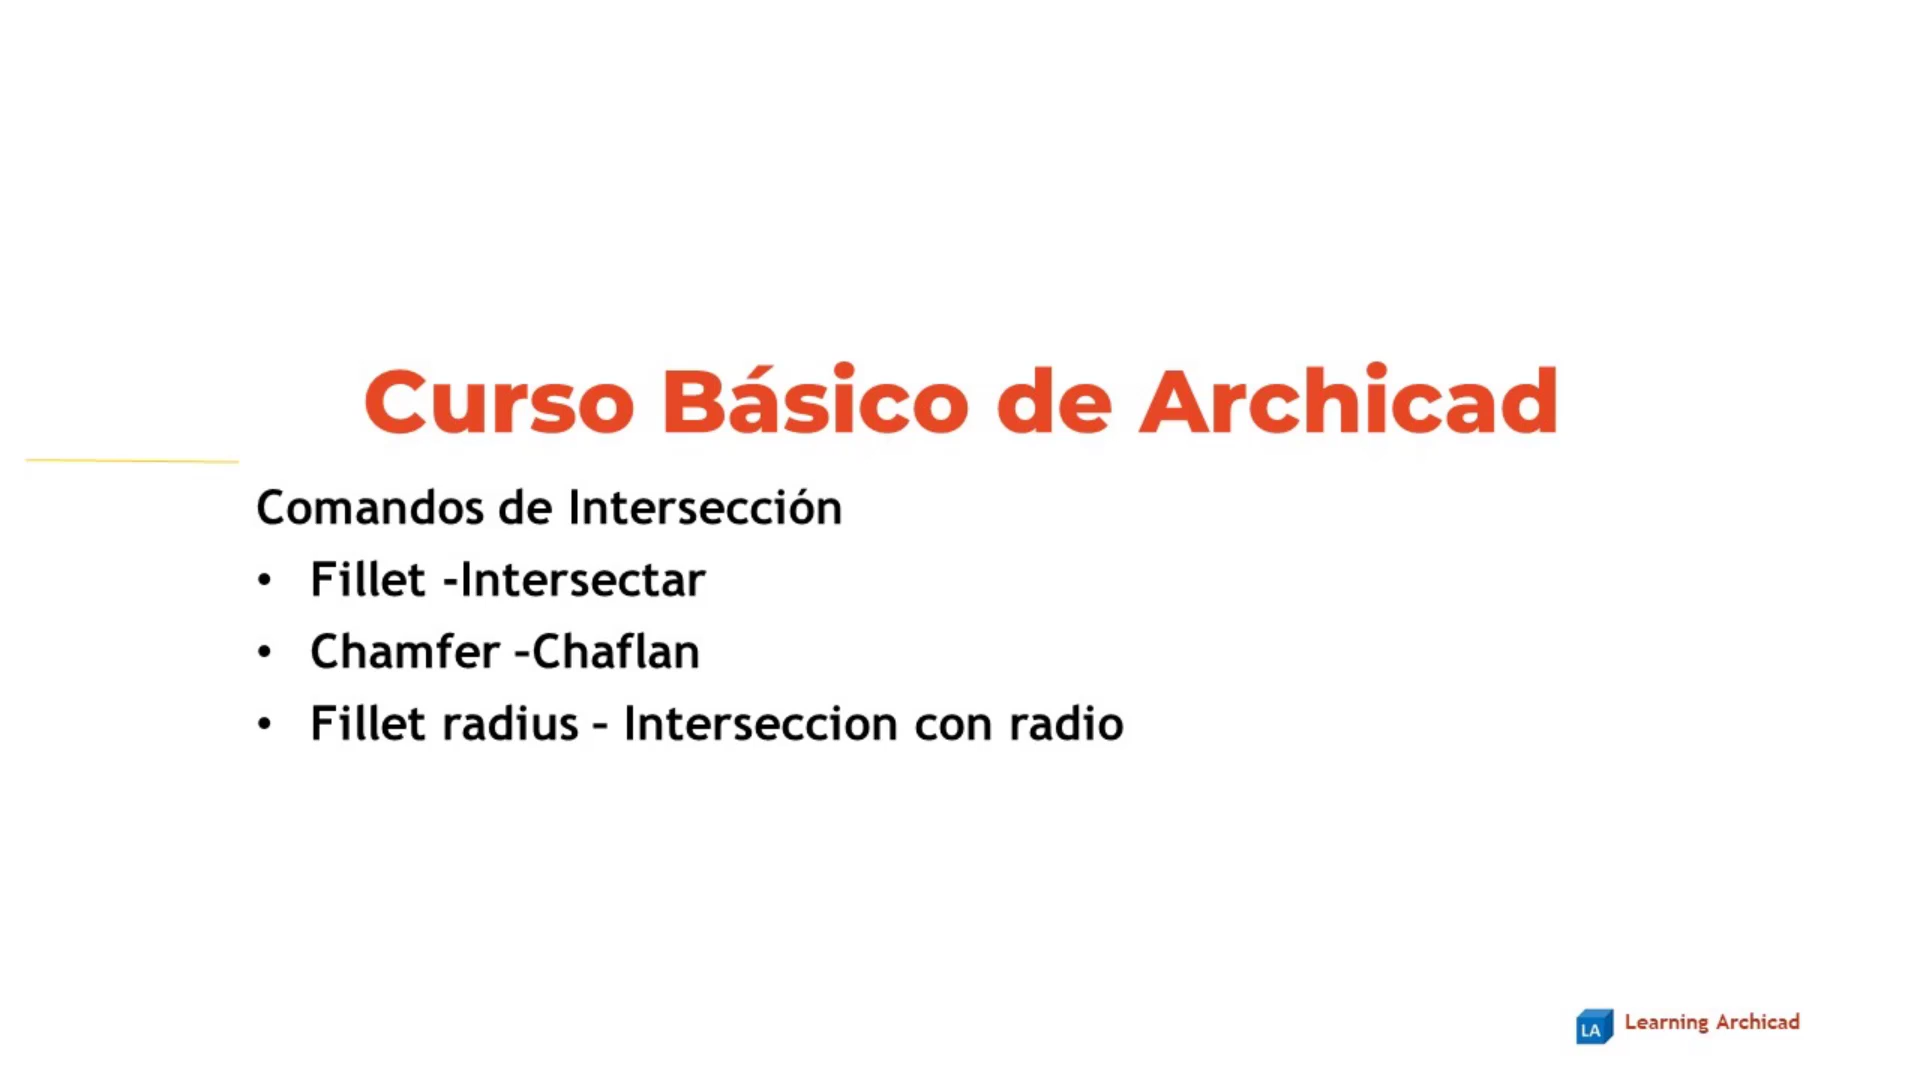 Curso Básico de Archicad
Comandos de Intersección
• Fillet -Intersectar
• Chamfer –Chaflan
• Fillet radius – Interseccion con radio
LA Learning Archicad